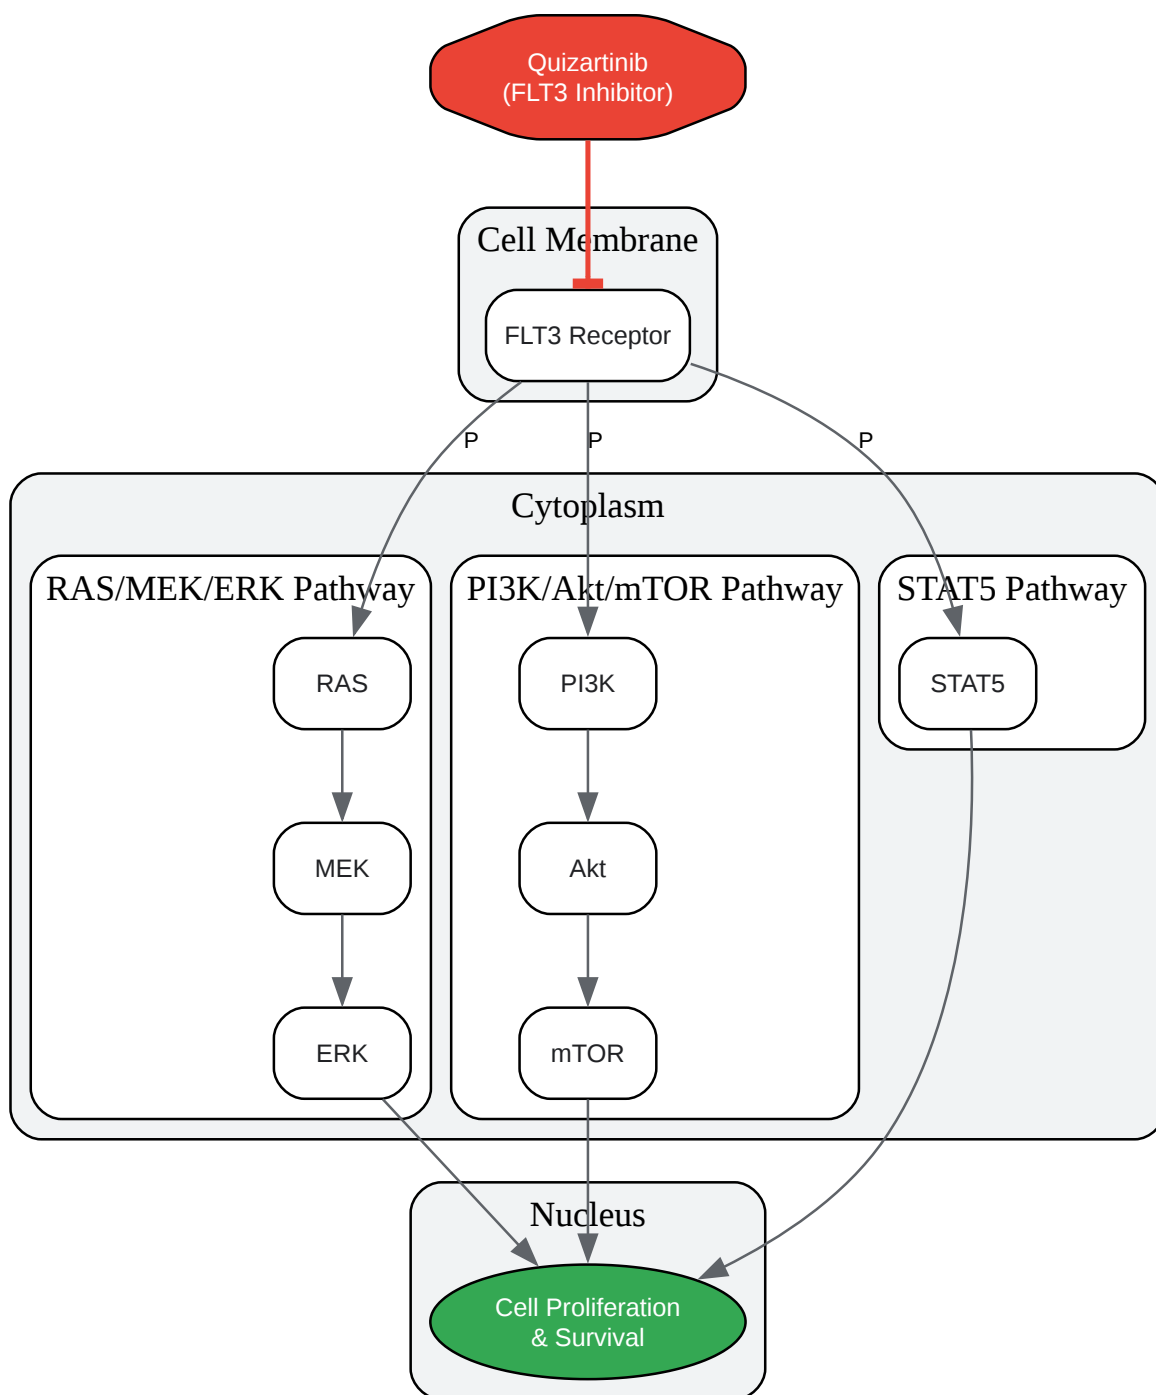 Quizartinib
(FLT3 Inhibitor)
Cell Membrane
FLT3 Receptor
P
P
P
Cytoplasm
RAS/MEK/ERK Pathway
PI3K/Akt/mTOR Pathway
STAT5 Pathway
RAS
PI3K
STAT5
MEK
Akt
ERK
mTOR
Nucleus
Cell Proliferation
& Survival